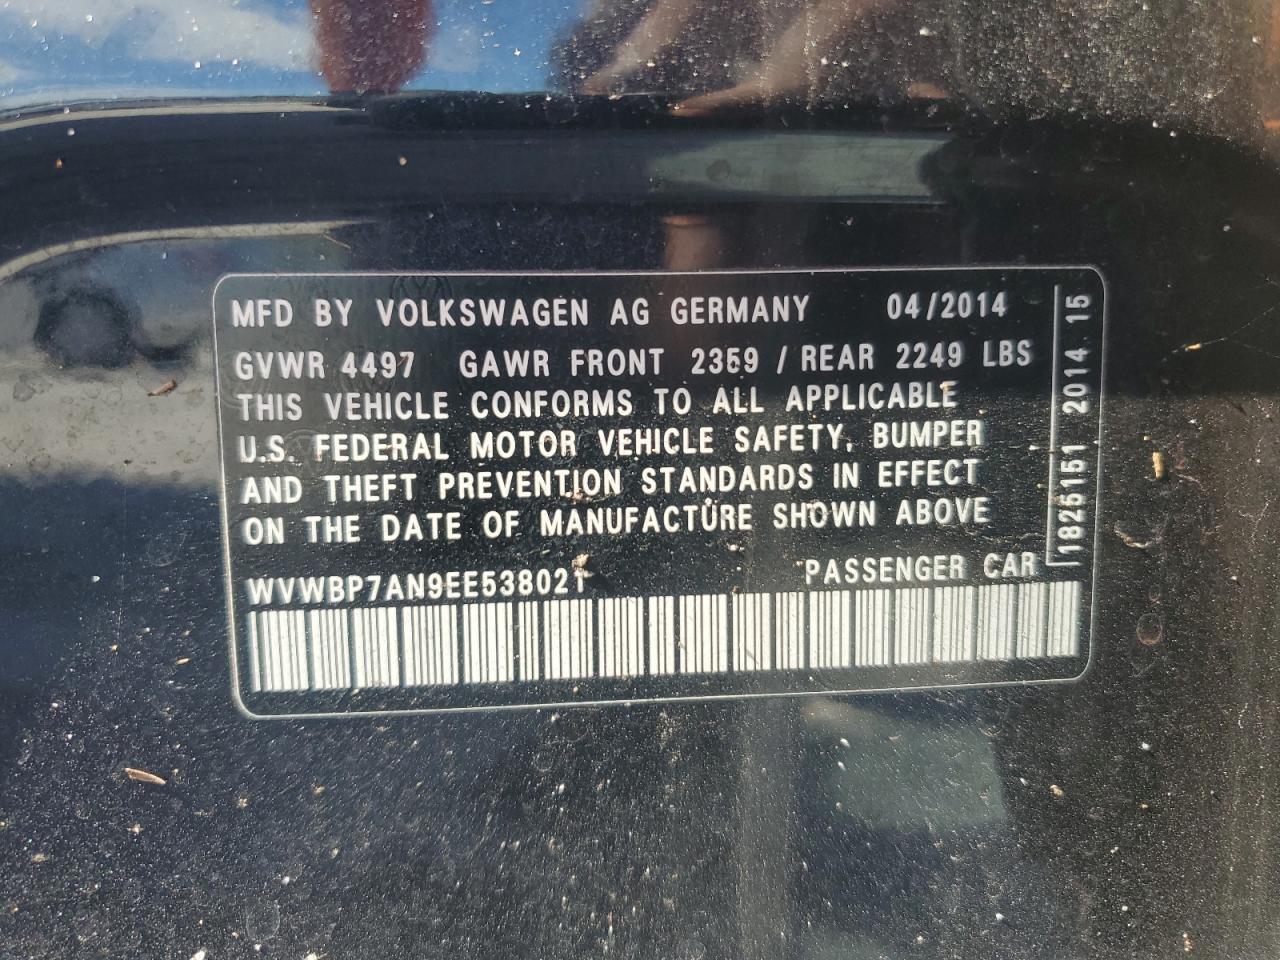 MFD BY VOLKSWAGEN AG GERMANY 04/2014
GVWR 4497 GAWR FRONT 2359 / REAR 2249 LBS
THIS VEHICLE CONFORMS TO ALL APPLICABLE
U.S. FEDERAL MOTOR VEHICLE SAFETY, BUMPER
AND THEFT PREVENTION STANDARDS IN EFFECT
ON THE DATE OF MANUFACTURE SHOWN ABOVE
WVWBP7AN9EE538021 PASSENGER CAR
1825151 2014 15